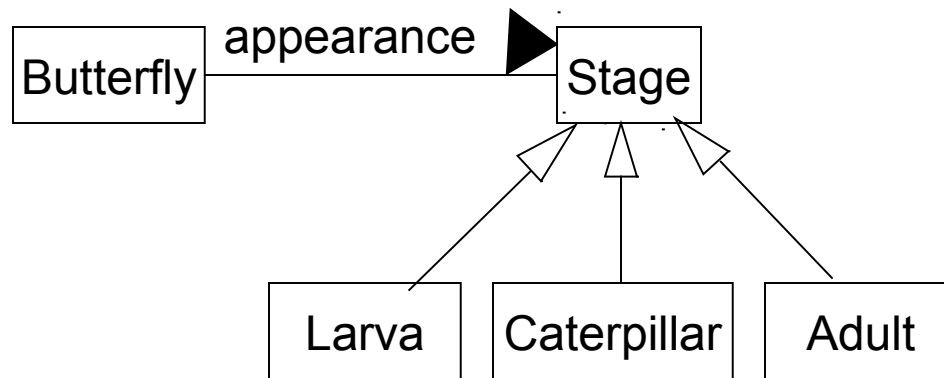 appearance
Butterfly
Stage
Larva
Caterpillar
Adult